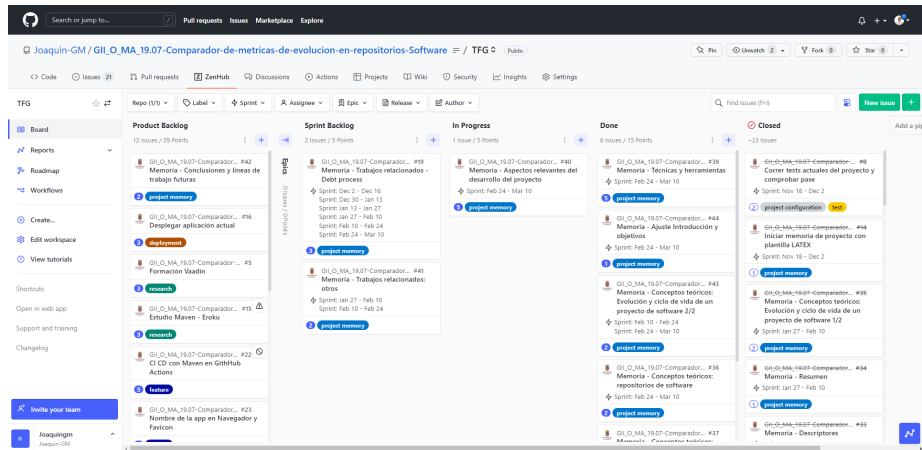 Search or jump to...
/
Pull requests Issues Marketplace Explore
Joaquin-GM / GII_O_MA_19.07-Comparador-de-metricas-de-evolucion-en-repositorios-Software = / TFG Public
Pin
Unwatch 2
Fork 0
Star 0
Code
Issues 21
Pull requests
ZenHub
Discussions
Actions
Projects
Wiki
Security
Insights
Settings
TFG
Repo (1/1)
Label
Sprint
Assignee
Epic
Release
Author
Find issues (f+i)
New issue
+
Board
Reports
Roadmap
Workflows
Create...
Edit workspace
View tutorials
Shortcuts
Open in web app
Support and training
Changelog
Invite your team
Joaquingm
Joaquin-GM
Product Backlog
12 Issues / 39 Points
GII_O_MA_19.07-Comparador... #42
Memoria - Conclusiones y lineas de
trabajo futuras
2 project memory
GII_O_MA_19.07-Comparador... #16
Desplegar aplicación actual
3 deployment
GII_O_MA_19.07-Comparador-... #5
Formación Vaadin
3 research
GII_O_MA_19.07-Comparador... #15
Estudio Maven - Eroku
3 research
GII_O_MA_19.07-Comparador... #22
CI CD con Maven en GithHub
Actions
5 feature
GII_O_MA_19.07-Comparador... #23
Nombre de la app en Navegador y
Favicon
Epics
0 Issues / 0 Points
Sprint Backlog
2 Issues / 5 Points
GII_O_MA_19.07-Comparador... #19
Memoria - Trabajos relacionados -
Debt process
Sprint: Dec 2 - Dec 16
Sprint: Dec 30 - Jan 13
Sprint: Jan 13 - Jan 27
Sprint: Jan 27 - Feb 10
Sprint: Feb 10 - Feb 24
Sprint: Feb 24 - Mar 10
3 project memory
GII_O_MA_19.07-Comparador... #41
Memoria - Trabajos relacionados:
otros
Sprint: Jan 27 - Feb 10
Sprint: Feb 10 - Feb 24
2 project memory
In Progress
1 Issue / 5 Points
GII_O_MA_19.07-Comparador... #40
Memoria - Aspectos relevantes del
desarrollo del proyecto
Sprint: Feb 24 - Mar 10
5 project memory
Done
6 Issues / 15 Points
GII_O_MA_19.07-Comparador... #39
Memoria - Técnicas y herramientas
Sprint: Feb 24 - Mar 10
5 project memory
GII_O_MA_19.07-Comparador... #44
Memoria - Ajuste Introducción y
objetivos
Sprint: Feb 24 - Mar 10
1 project memory
GII_O_MA_19.07-Comparador... #43
Memoria - Conceptos teóricos:
Evolución y ciclo de vida de un
proyecto de software 2/2
Sprint: Feb 10 - Feb 24
Sprint: Feb 24 - Mar 10
2 project memory
GII_O_MA_19.07-Comparador... #36
Memoria - Conceptos teóricos:
repositorios de software
Sprint: Feb 24 - Mar 10
2 project memory
GII_O_MA_19.07-Comparador... #37
Memoria - Conceptos teóricos:
Closed
~23 Issues
GII_O_MA_19.07-Comparador-... #8
Correr tests actuales del proyecto y
comprobar pase
Sprint: Nov 18 - Dec 2
2 project configuration test
GII_O_MA_19.07-Comparador... #14
Iniciar memoria de proyecto con
plantilla LATEX
Sprint: Nov 18 - Dec 2
1 project memory
GII_O_MA_19.07-Comparador... #35
Memoria - Conceptos teóricos:
Evolución y ciclo de vida de un
proyecto de software 1/2
Sprint: Jan 27 - Feb 10
2 project memory
GII_O_MA_19.07-Comparador... #34
Memoria - Resumen
Sprint: Jan 27 - Feb 10
1 project memory
GII_O_MA_19.07-Comparador... #33
Memoria - Descriptores
Add a pip